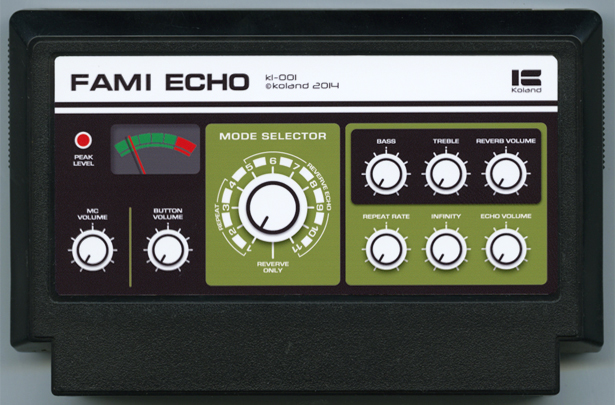 FAMI ECHO
kl-001
©koland 2014
Koland
PEAK
LEVEL
MC
VOLUME
BUTTON
VOLUME
MODE SELECTOR
REPEAT
REVERVE ECHO
1 2 3 4 5 6 7 8 9 10 11
REVERVE
ONLY
BASS
TREBLE
REVERB VOLUME
REPEAT RATE
INFINITY
ECHO VOLUME